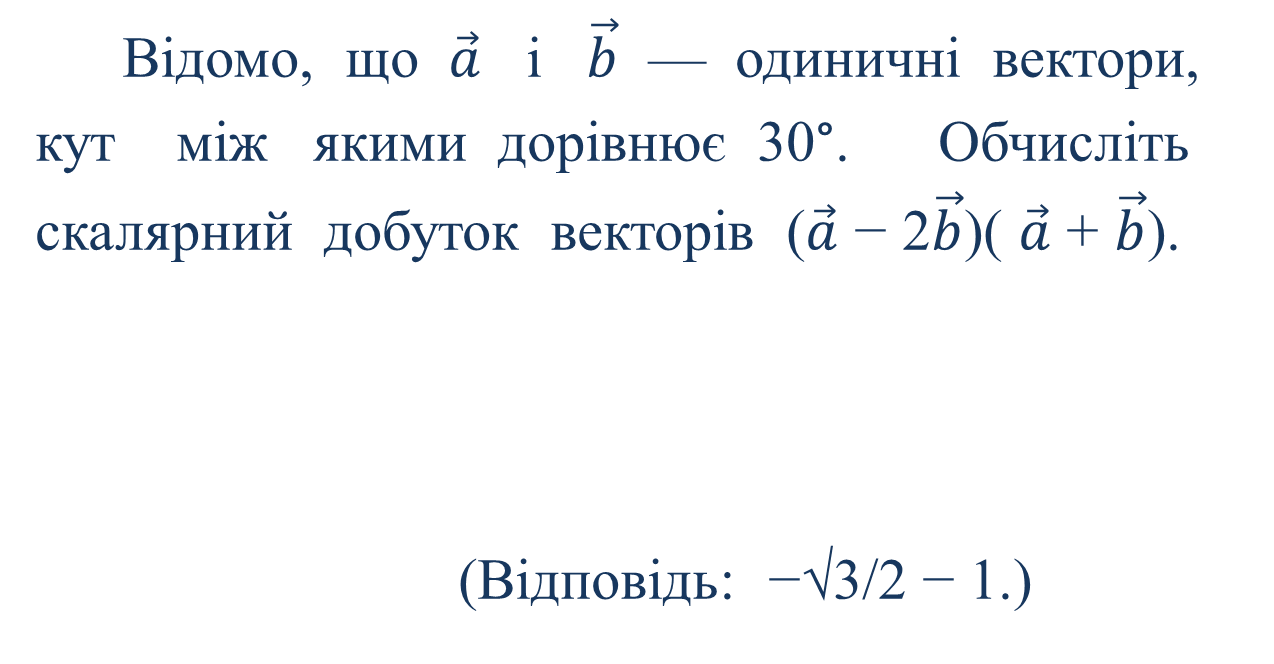 Відомо, що a⃗ і b⃗ — одиничні вектори,
кут між якими дорівнює 30°. Обчисліть
скалярний добуток векторів (a⃗ − 2b⃗)( a⃗ + b⃗).
(Відповідь: −√3/2 − 1.)